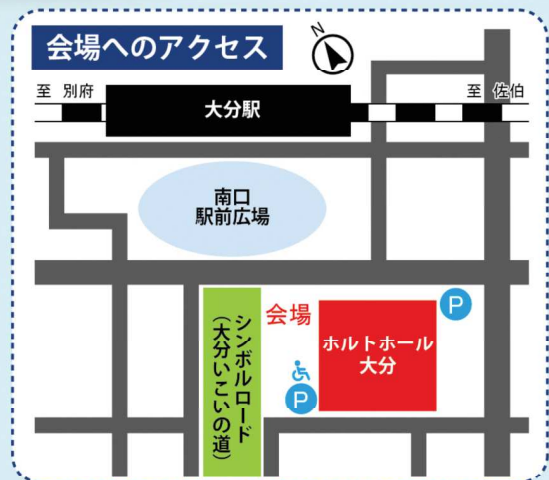 会場へのアクセス
N
至 別府
大分駅
至 佐伯
南口
駅前広場
シンボルロード
（大分いこいの道）
会場
P
ホルトホール
大分
P